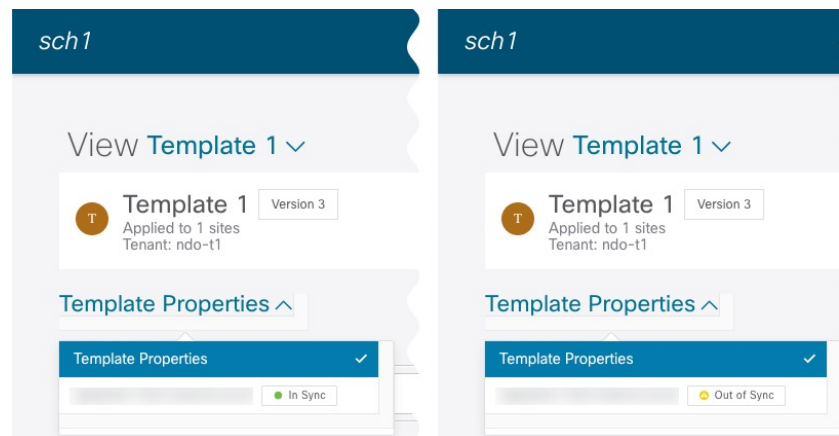 sch1
View Template 1
T
Template 1 Version 3
Applied to 1 sites
Tenant: ndo-t1
Template Properties
Template Properties
In Sync
sch1
View Template 1
T
Template 1 Version 3
Applied to 1 sites
Tenant: ndo-t1
Template Properties
Template Properties
Out of Sync